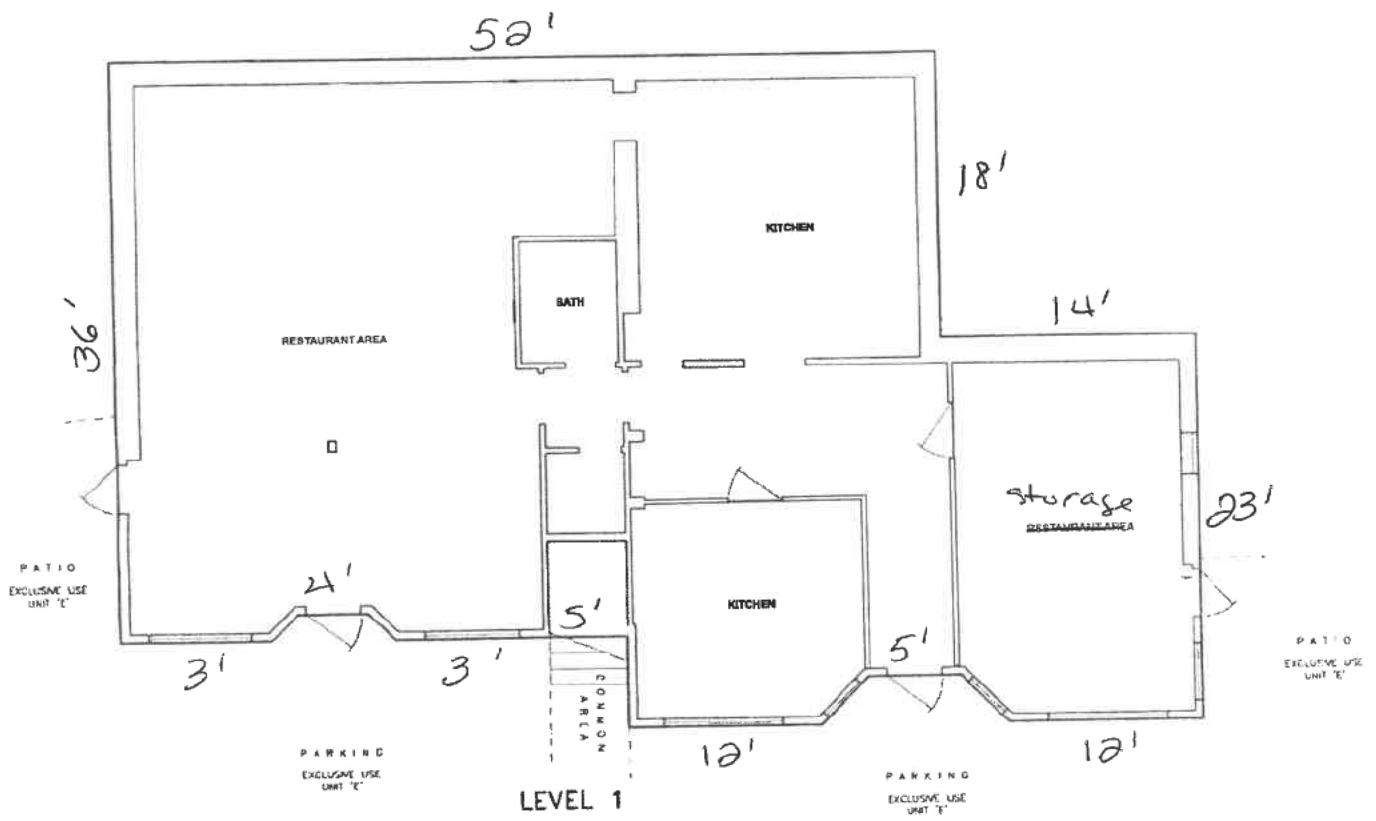 52'
18'
KITCHEN
BATH
14'
36'
RESTAURANT AREA
storage
RESTAURANT AREA
23'
PATIO
EXCLUSIVE USE
UNIT "E"
4'
5'
KITCHEN
5'
PATIO
EXCLUSIVE USE
UNIT "E"
3'
3'
COMMON
AREA
12'
12'
PARKING
EXCLUSIVE USE
UNIT "E"
PARKING
EXCLUSIVE USE
UNIT "E"
LEVEL 1